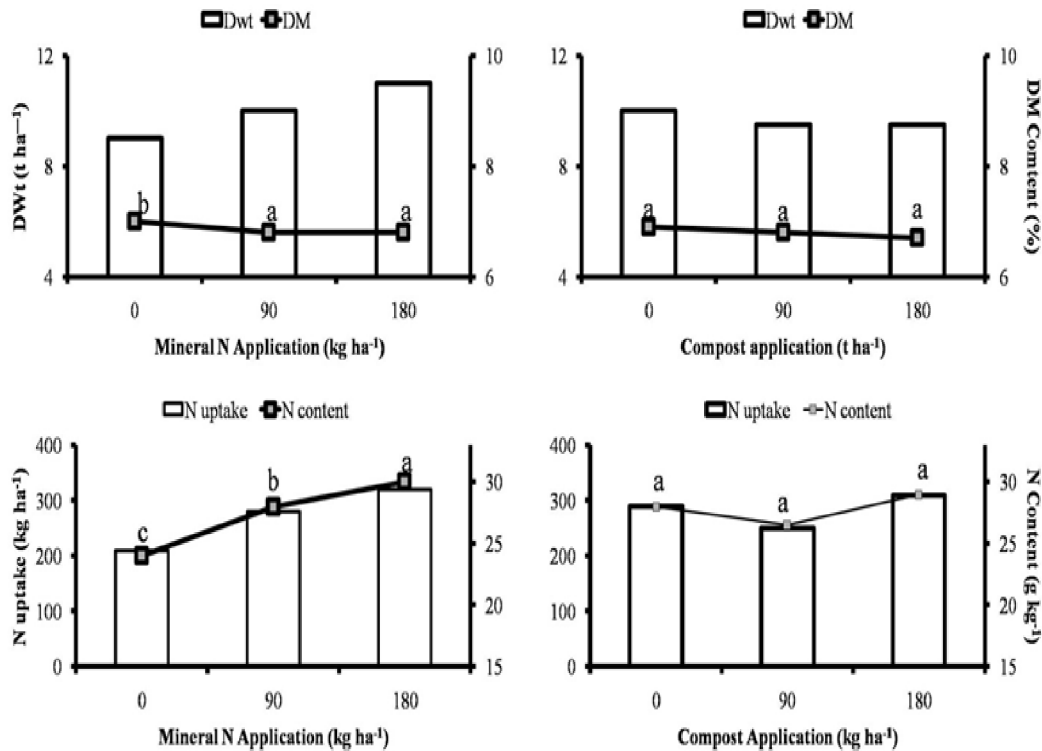 Dwt DM
12 10
8 8
4 6
b a a
0 90 180
DWt (t ha—¹)
Mineral N Application (kg ha-1)
Dwt DM
12 10
8 8
4 6
a a a
0 90 180
DM Comtent (%)
Compost application (t ha-1)
N uptake N content
400
300 30
200 25
100 20
0 15
c b a
0 90 180
N uptake (kg ha-1)
Mineral N Application (kg ha-1)
N uptake N content
400
300 30
200 25
100 20
0 15
a a a
0 90 180
N Content (g kg-1)
Compost Application (kg ha-1)